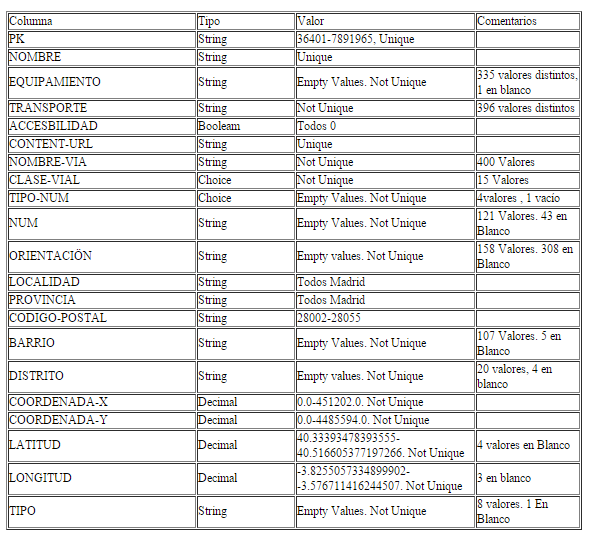 Columna Tipo Valor Comentarios
PK String 36401-7891965, Unique
NOMBRE String Unique
EQUIPAMIENTO String Empty Values. Not Unique 335 valores distintos,
1 en blanco
TRANSPORTE String Not Unique 396 valores distintos
ACCESBILIDAD Booleam Todos 0
CONTENT-URL String Unique
NOMBRE-VIA String Not Unique 400 Valores
CLASE-VIAL Choice Not Unique 15 Valores
TIPO-NUM Choice Empty Values. Not Unique 4valores , 1 vacío
NUM String Empty Values. Not Unique 121 Valores. 43 en
Blanco
ORIENTACIÖN String Empty values. Not Unique 158 Valores. 308 en
Blanco
LOCALIDAD String Todos Madrid
PROVINCIA String Todos Madrid
CODIGO-POSTAL String 28002-28055
BARRIO String Empty Values. Not Unique 107 Valores. 5 en
Blanco
DISTRITO String Empty values. Not Unique 20 valores, 4 en
blanco
COORDENADA-X Decimal 0.0-451202.0. Not Unique
COORDENADA-Y Decimal 0.0-4485594.0. Not Unique
LATITUD Decimal 40.33393478393555-
40.516605377197266. Not Unique 4 valores en Blanco
LONGITUD Decimal -3.8255057334899902-
-3.576711416244507. Not Unique 3 en blanco
TIPO String Empty Values. Not Unique 8 valores. 1 En
Blanco